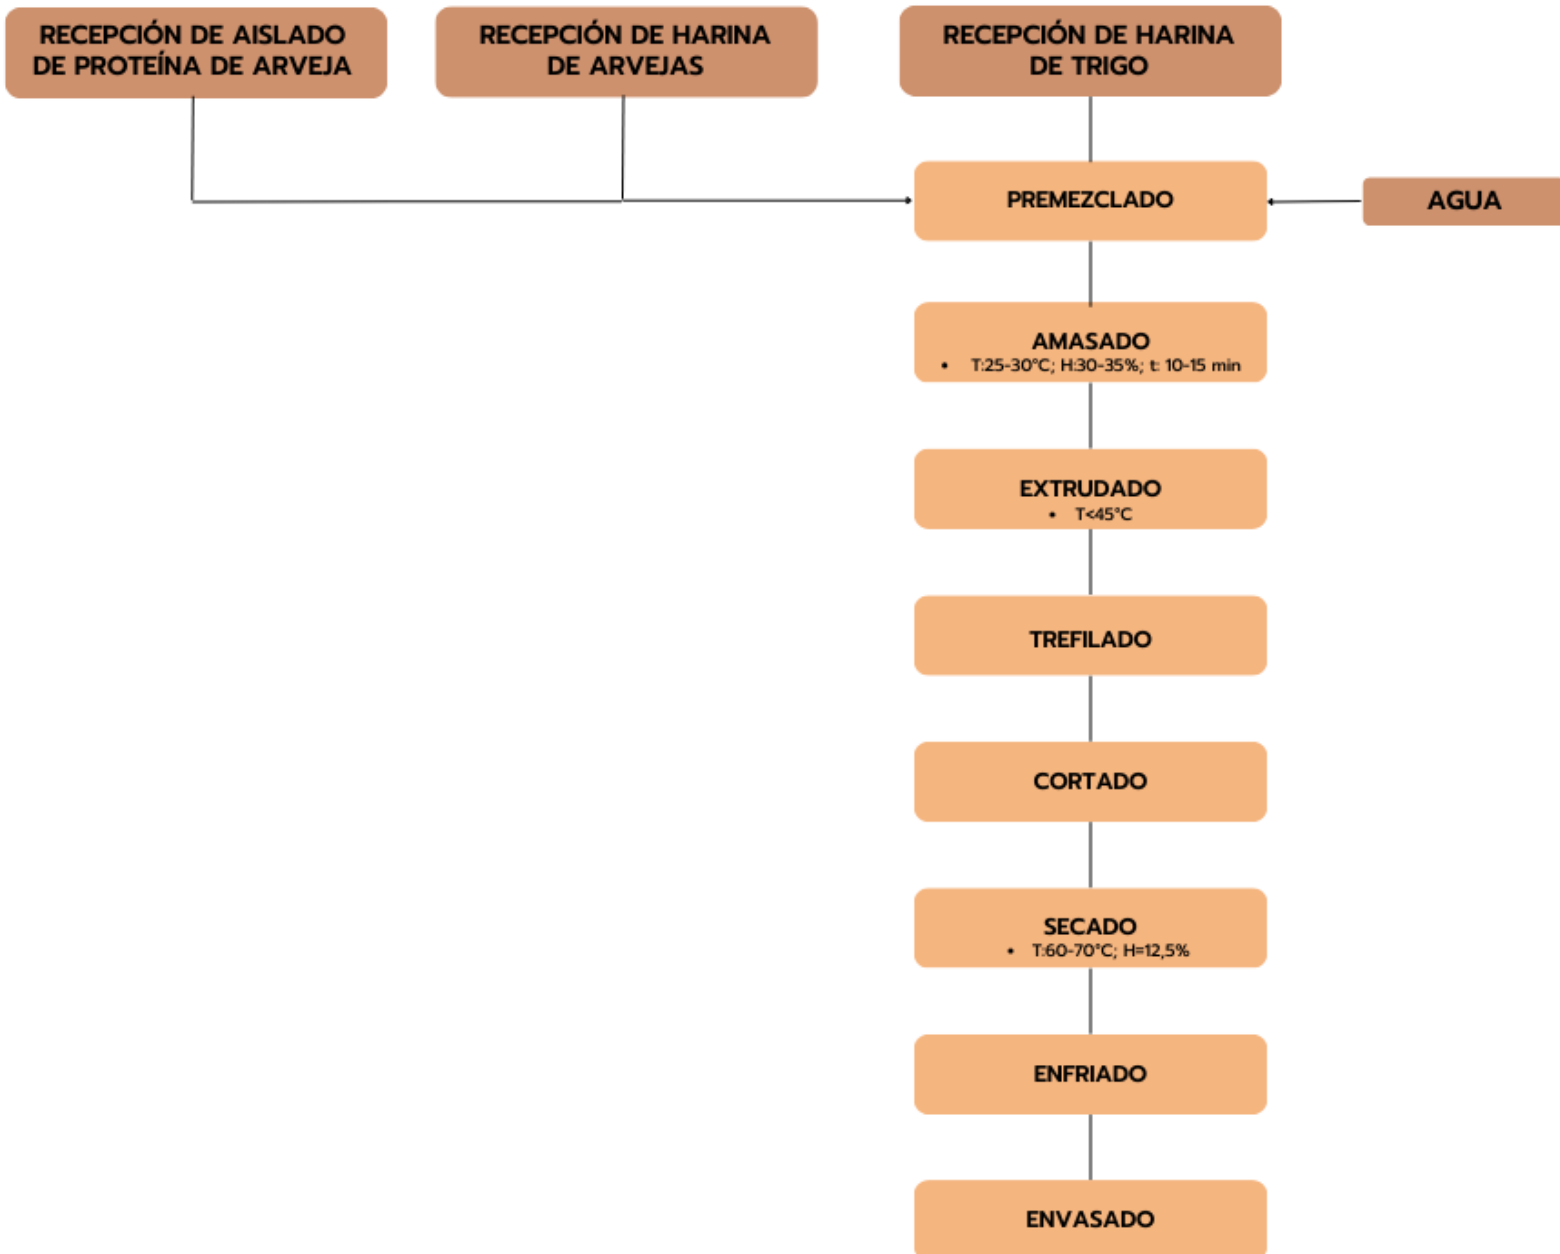 RECEPCIÓN DE AISLADO
DE PROTEÍNA DE ARVEJA
RECEPCIÓN DE HARINA
DE ARVEJAS
RECEPCIÓN DE HARINA
DE TRIGO
PREMEZCLADO
AGUA
AMASADO
• T:25-30°C; H:30-35%; t: 10-15 min
EXTRUDADO
• T<45°C
TREFILADO
CORTADO
SECADO
• T:60-70°C; H=12,5%
ENFRIADO
ENVASADO